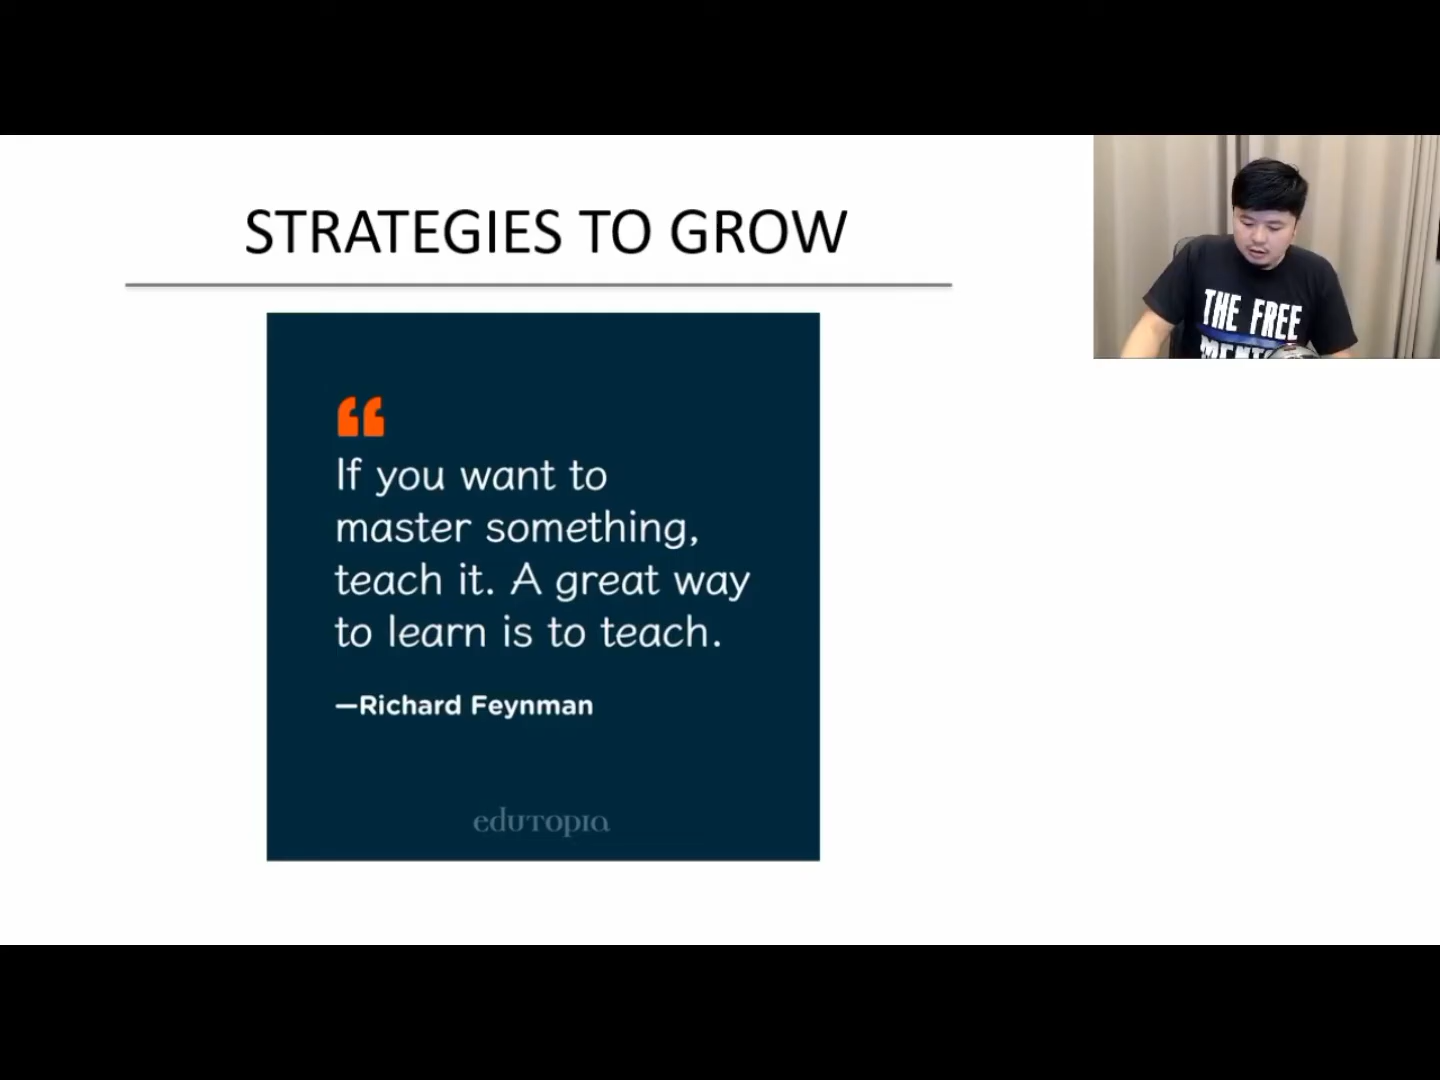 STRATEGIES TO GROW
THE FREE
If you want to
master something,
teach it. A great way
to learn is to teach.
—Richard Feynman
edutopia